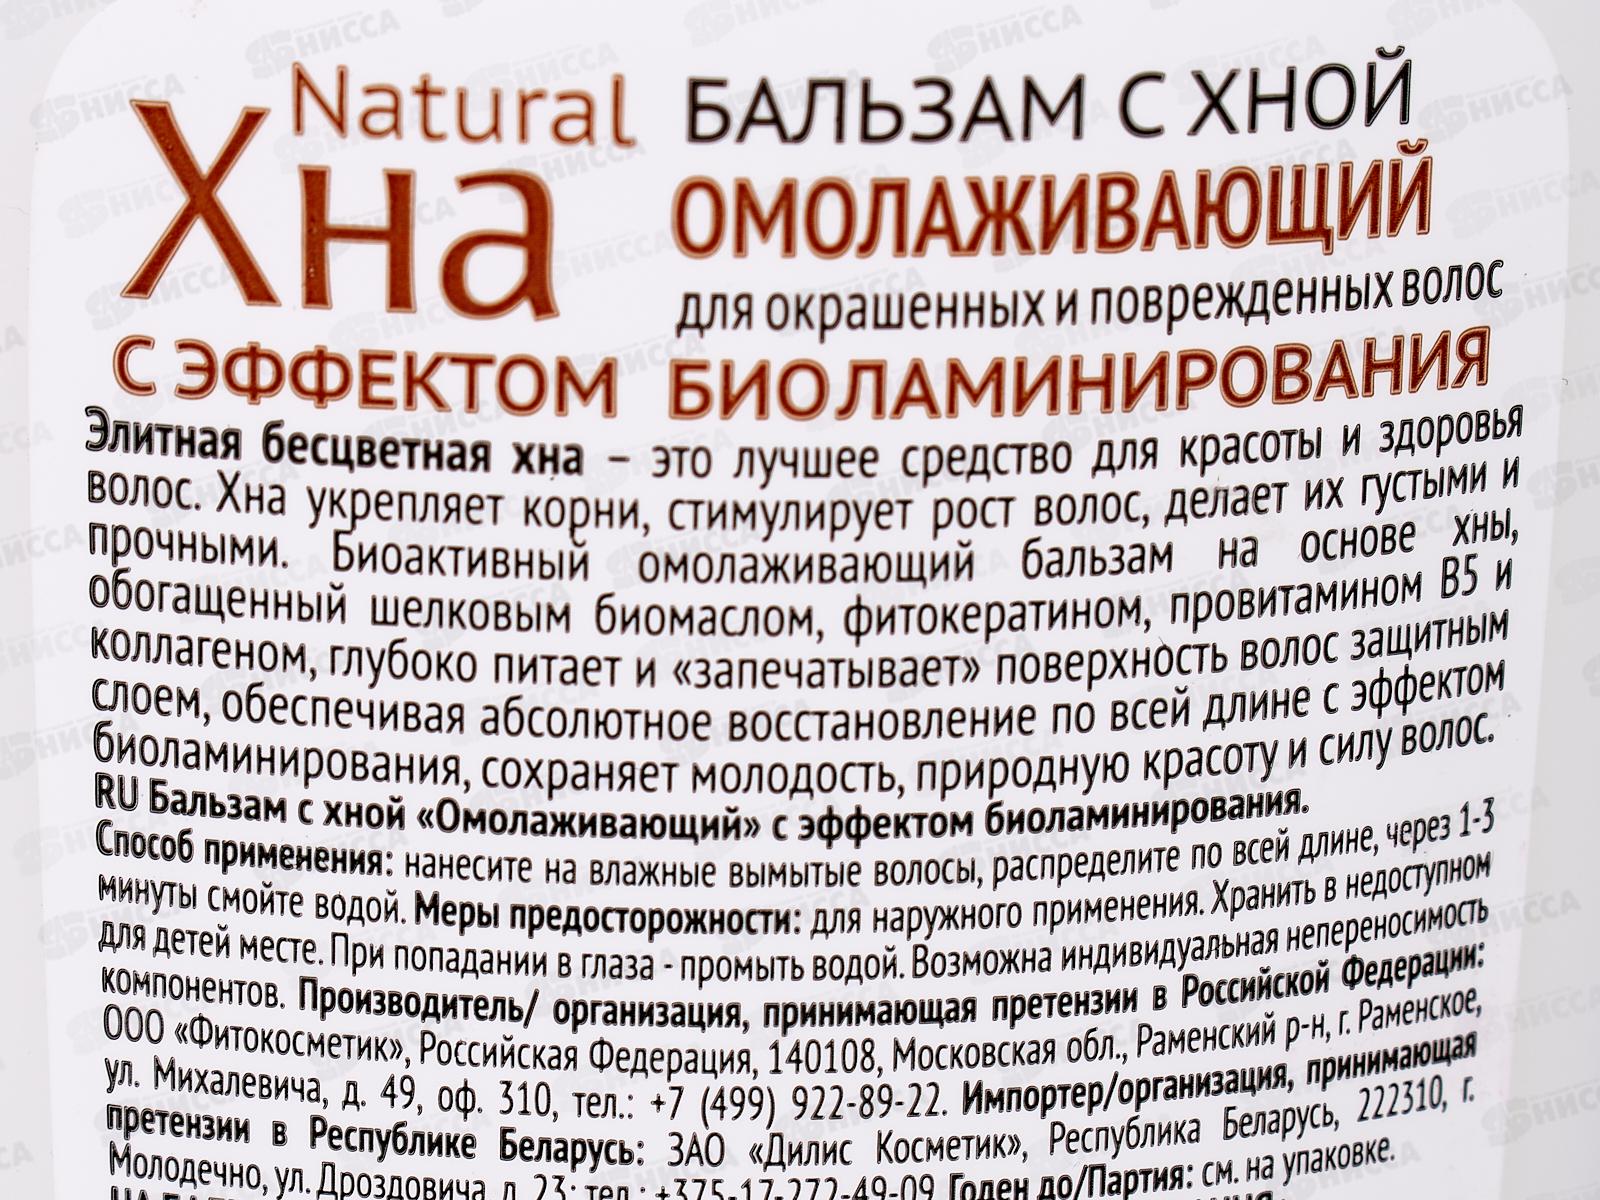 Natural
Хна
БАЛЬЗАМ С ХНОЙ
ОМОЛАЖИВАЮЩИЙ
для окрашенных и поврежденных волос
С ЭФФЕКТОМ БИОЛАМИНИРОВАНИЯ
Элитная бесцветная хна – это лучшее средство для красоты и здоровья
волос. Хна укрепляет корни, стимулирует рост волос, делает их густыми и
прочными. Биоактивный омолаживающий бальзам на основе хны,
обогащенный шелковым биомаслом, фитокератином, провитамином B5 и
коллагеном, глубоко питает и «запечатывает» поверхность волос защитным
слоем, обеспечивая абсолютное восстановление по всей длине с эффектом
биоламинирования, сохраняет молодость, природную красоту и силу волос.
RU Бальзам с хной «Омолаживающий» с эффектом биоламинирования.
Способ применения: нанесите на влажные вымытые волосы, распределите по всей длине, через 1-3
минуты смойте водой. Меры предосторожности: для наружного применения. Хранить в недоступном
для детей месте. При попадании в глаза - промыть водой. Возможна индивидуальная непереносимость
компонентов. Производитель/ организация, принимающая претензии в Российской Федерации:
ООО «Фитокосметик», Российская Федерация, 140108, Московская обл., Раменский р-н, г. Раменское,
ул. Михалевича, д. 49, оф. 310, тел.: +7 (499) 922-89-22. Импортер/организация, принимающая
претензии в Республике Беларусь: ЗАО «Дилис Косметик», Республика Беларусь, 222310, г.
Молодечно, ул. Дроздовича, д. 23; тел.: +375-17-272-49-09. Годен до/Партия: см. на упаковке.